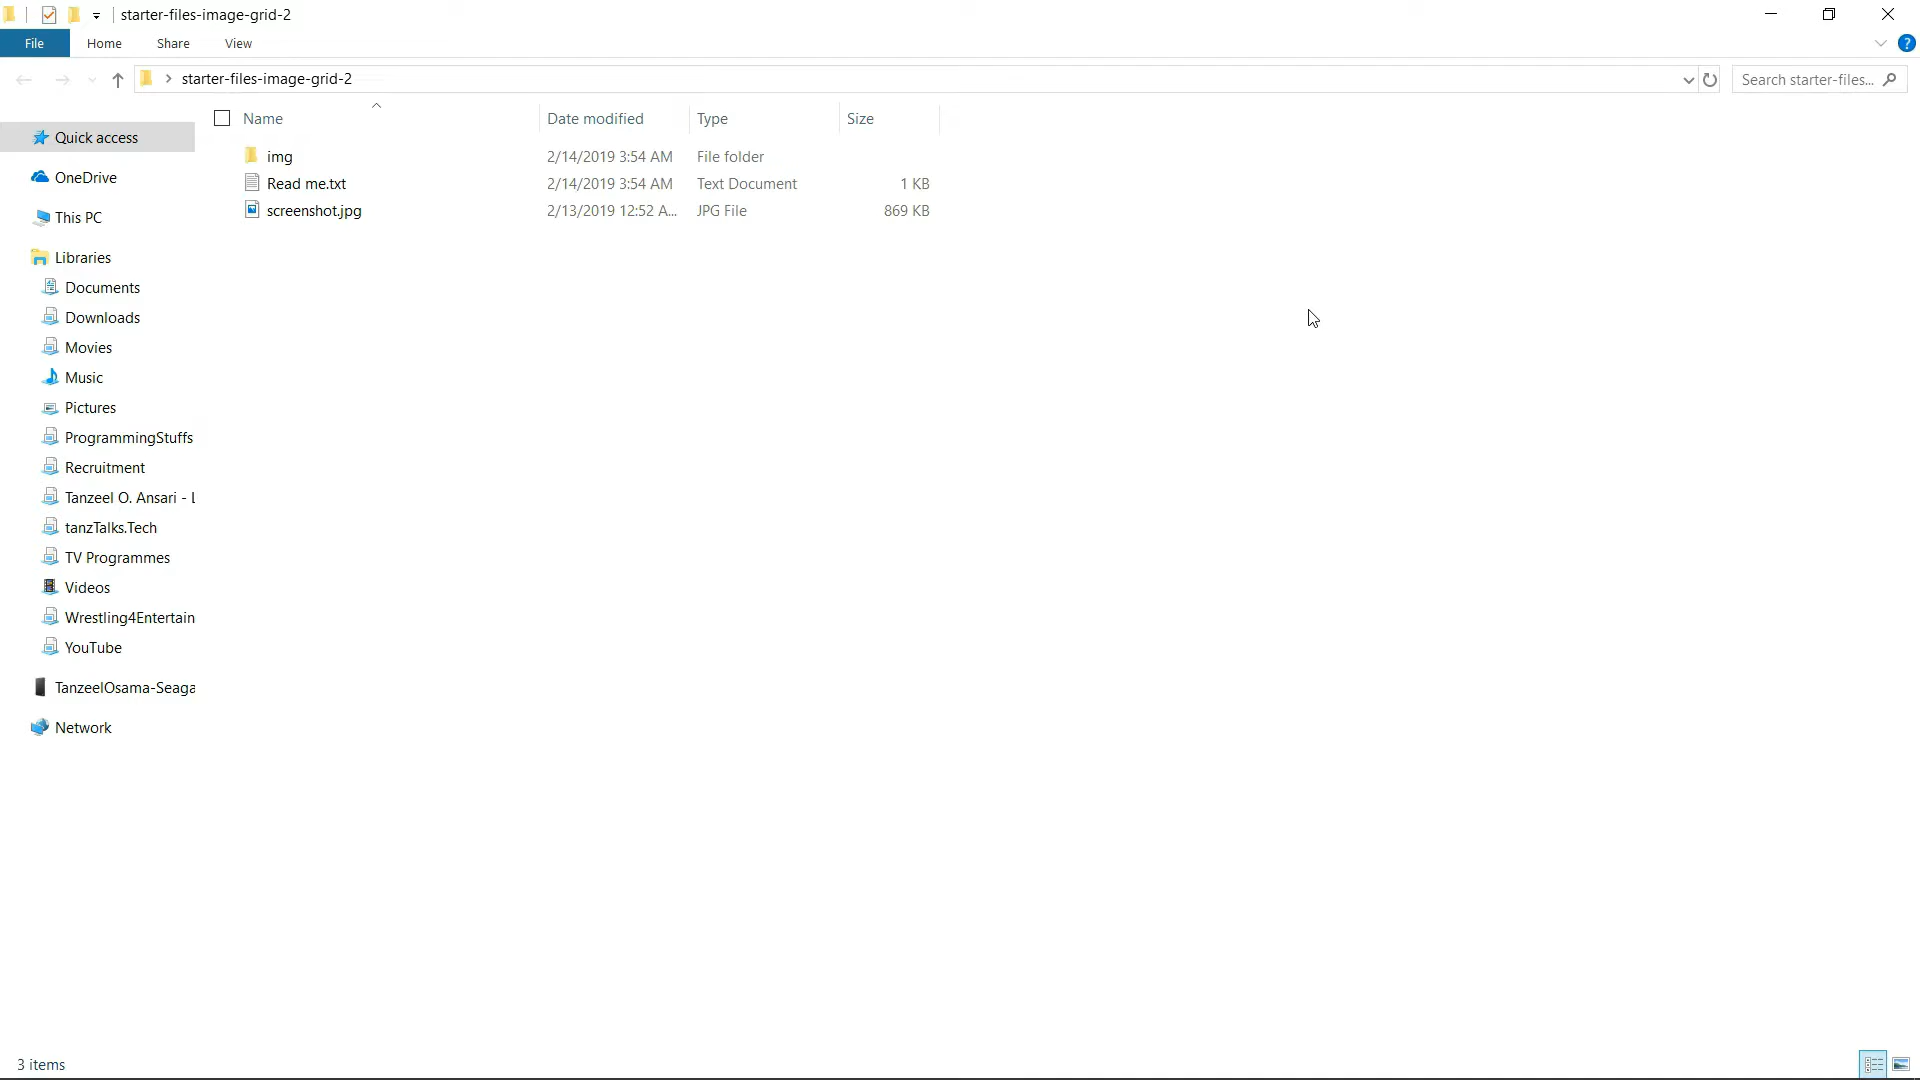 starter-files-image-grid-2
File Home Share View
starter-files-image-grid-2
Search starter-files...
Name Date modified Type Size
Quick access
img 2/14/2019 3:54 AM File folder
Read me.txt 2/14/2019 3:54 AM Text Document 1 KB
screenshot.jpg 2/13/2019 12:52 A... JPG File 869 KB
OneDrive
This PC
Libraries
Documents
Downloads
Movies
Music
Pictures
ProgrammingStuffs
Recruitment
Tanzeel O. Ansari - L
tanzTalks.Tech
TV Programmes
Videos
Wrestling4Entertain
YouTube
TanzeelOsama-Seaga
Network
3 items